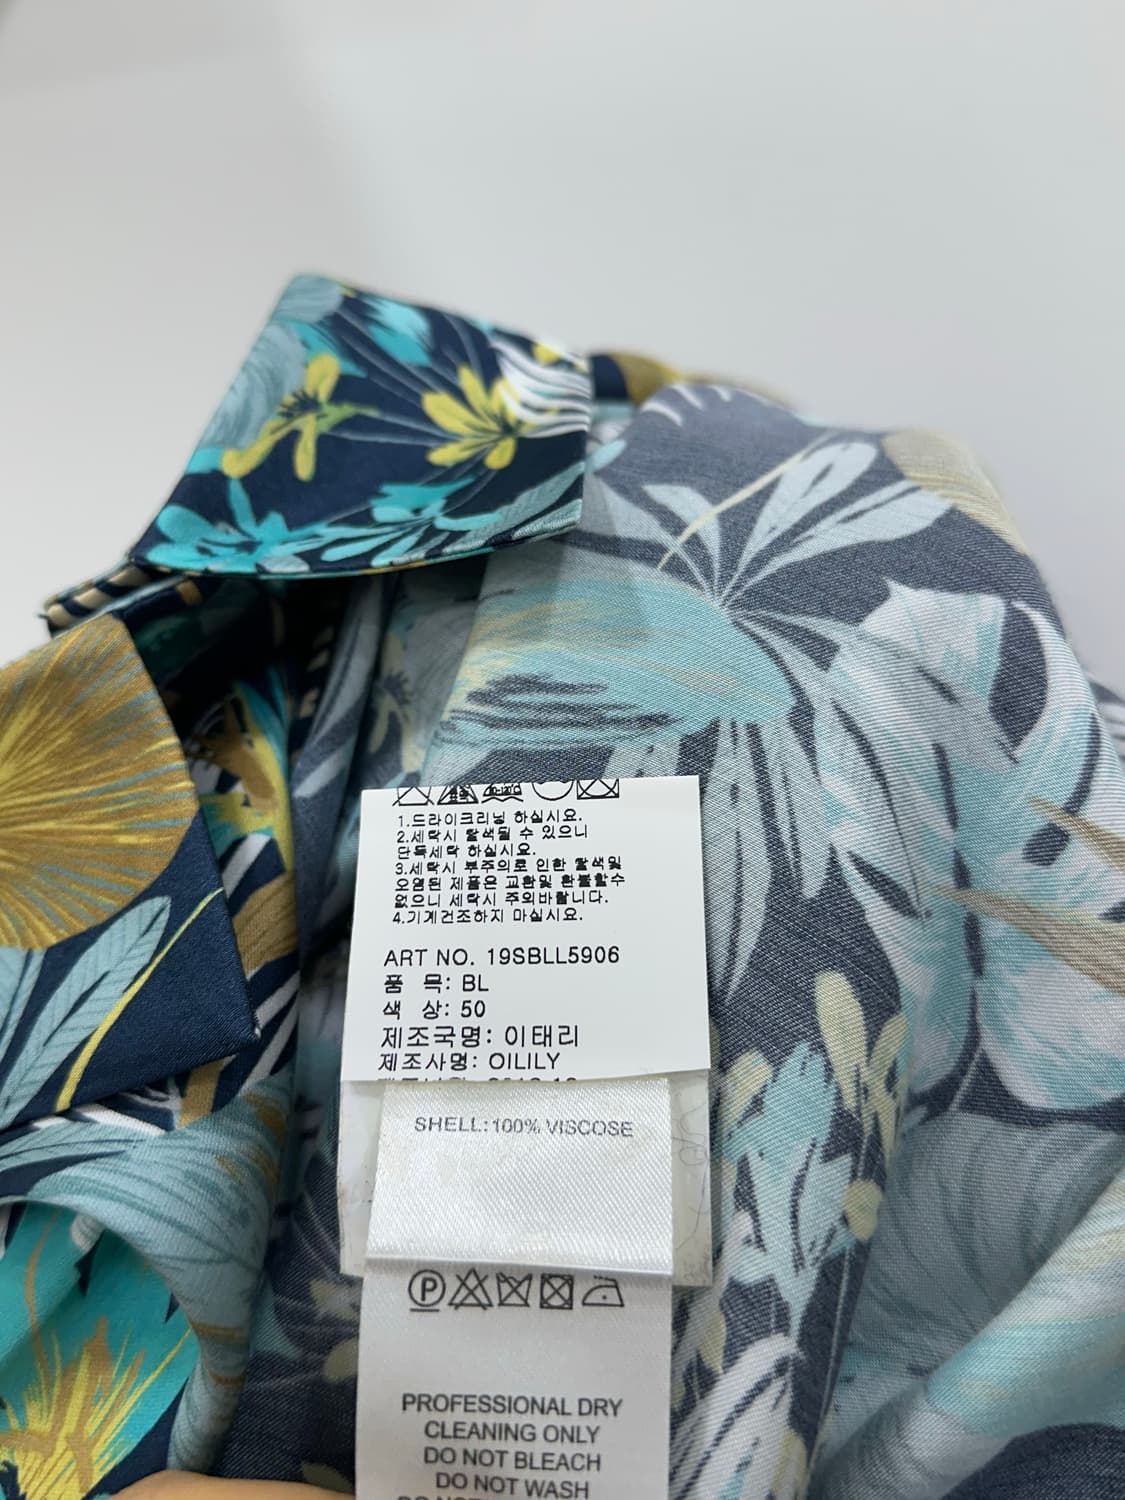 1.드라이크리닝 하십시요.
2.세탁시 탈색될 수 있으니
단독세탁 하십시요.
3.세탁시 부주의로 인한 탈색및
오염된 제품은 교환및 환불할수
없으니 세탁시 주의바랍니다.
4.기계건조하지 마십시요.
ART NO. 19SBLL5906
품 목: BL
색 상: 50
제조국명: 이태리
제조사명: OILILY
SHELL:100% VISCOSE
PROFESSIONAL DRY
CLEANING ONLY
DO NOT BLEACH
DO NOT WASH